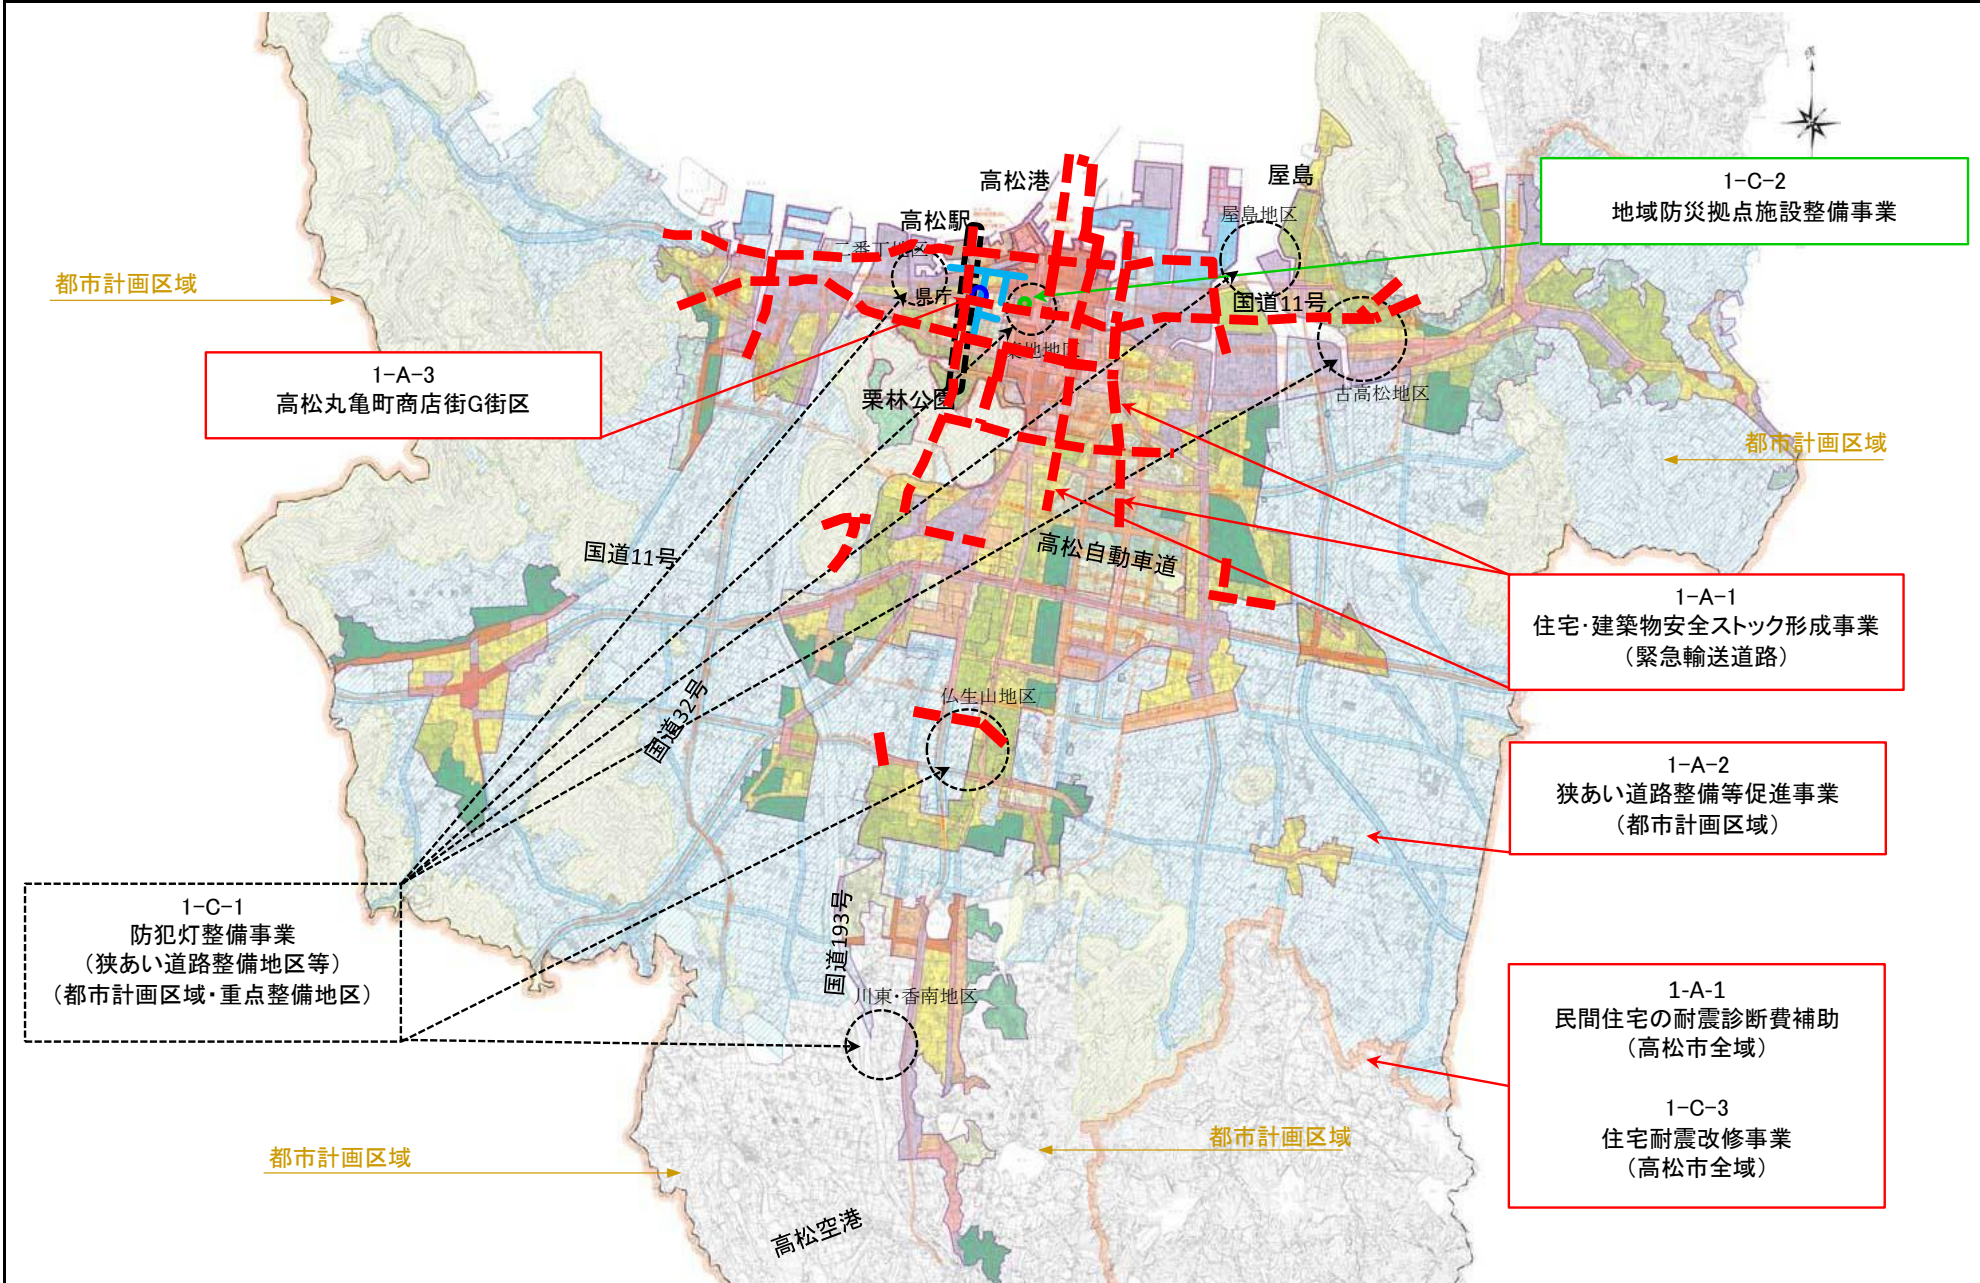 高松港
屋島
1-C-2
地域防災拠点施設整備事業
高松駅
屋島地区
二番丁地区
都市計画区域
県庁
国道11号
築地地区
1-A-3
高松丸亀町商店街G街区
栗林公園
古高松地区
都市計画区域
国道11号
高松自動車道
1-A-1
住宅・建築物安全ストック形成事業
（緊急輸送道路）
仏生山地区
国道32号
1-A-2
狭あい道路整備等促進事業
（都市計画区域）
1-C-1
防犯灯整備事業
（狭あい道路整備地区等）
（都市計画区域・重点整備地区）
国道193号
川東・香南地区
1-A-1
民間住宅の耐震診断費補助
（高松市全域）
1-C-3
住宅耐震改修事業
（高松市全域）
都市計画区域
都市計画区域
高松空港